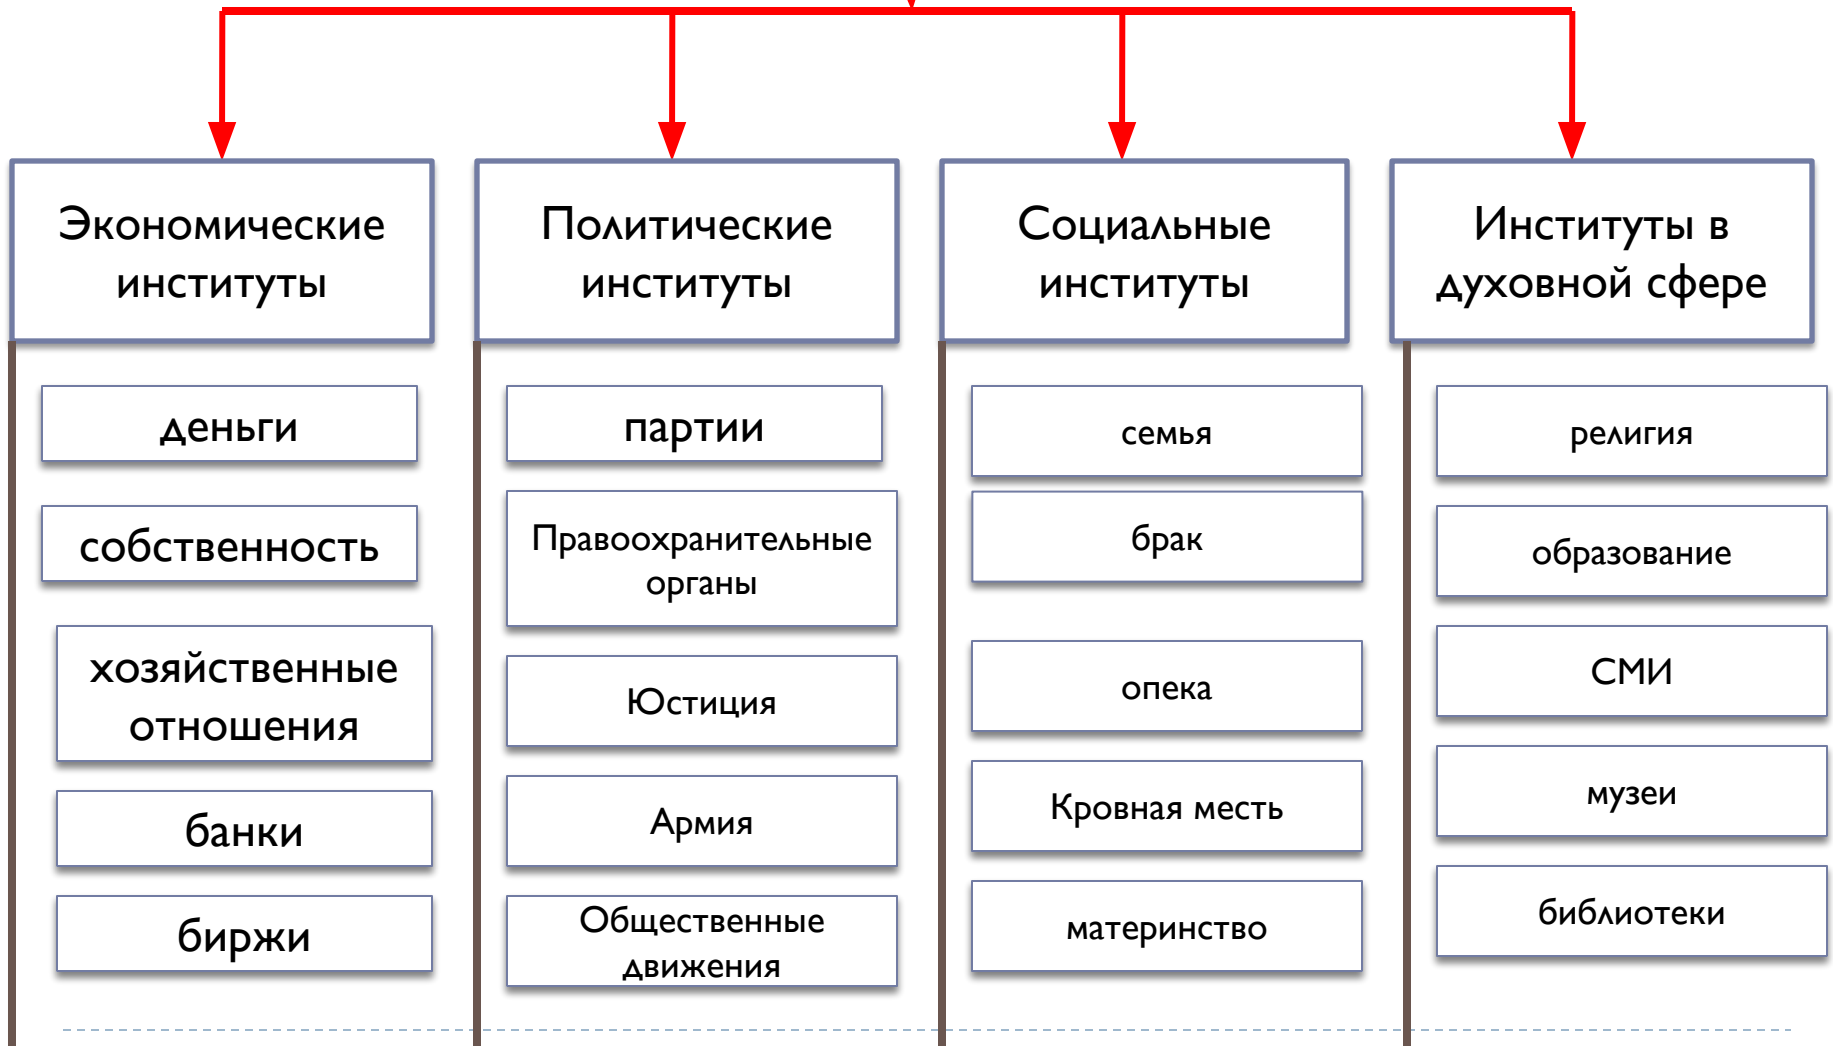 Экономические
институты
деньги
собственность
хозяйственные
отношения
банки
биржи
Политические
институты
партии
Правоохранительные
органы
Юстиция
Армия
Общественные
движения
Социальные
институты
семья
брак
опека
Кровная месть
материнство
Институты в
духовной сфере
религия
образование
СМИ
музеи
библиотеки